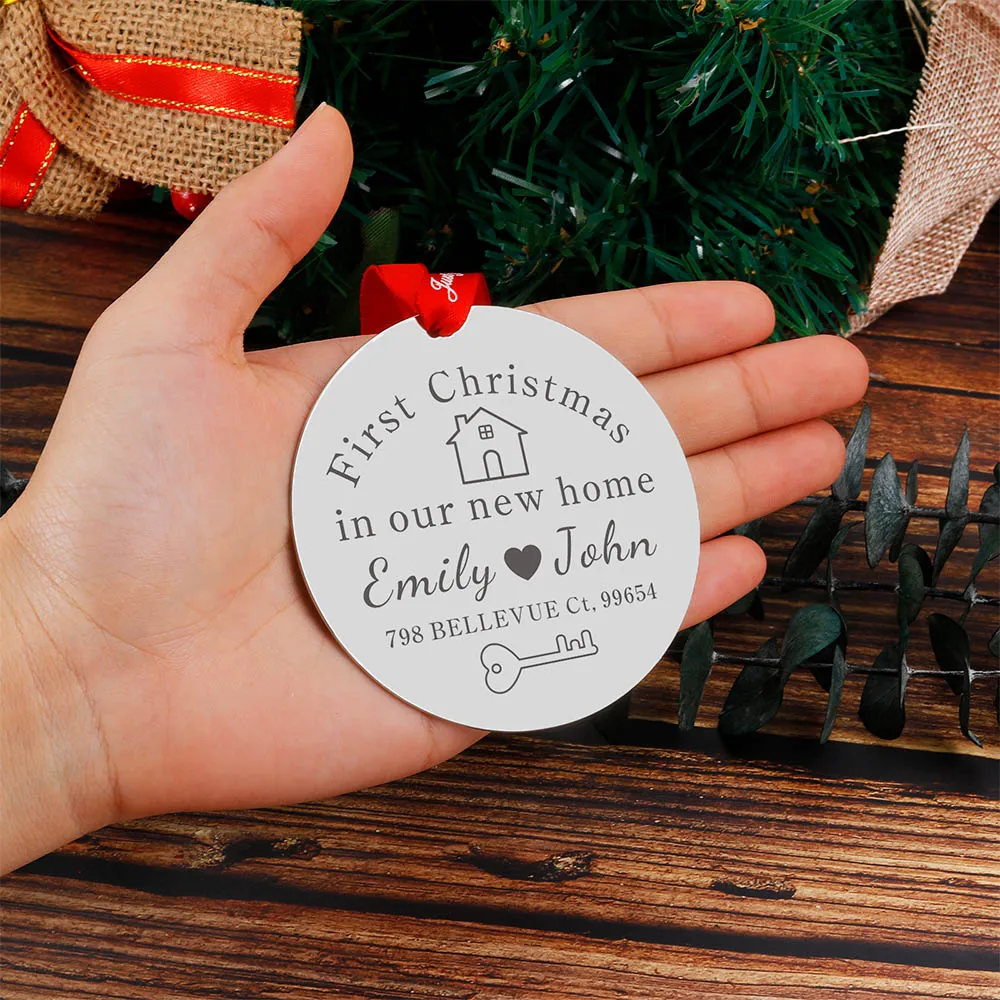 First Christmas
in our new home
Emily John
798 BELLEVUE Ct, 99654